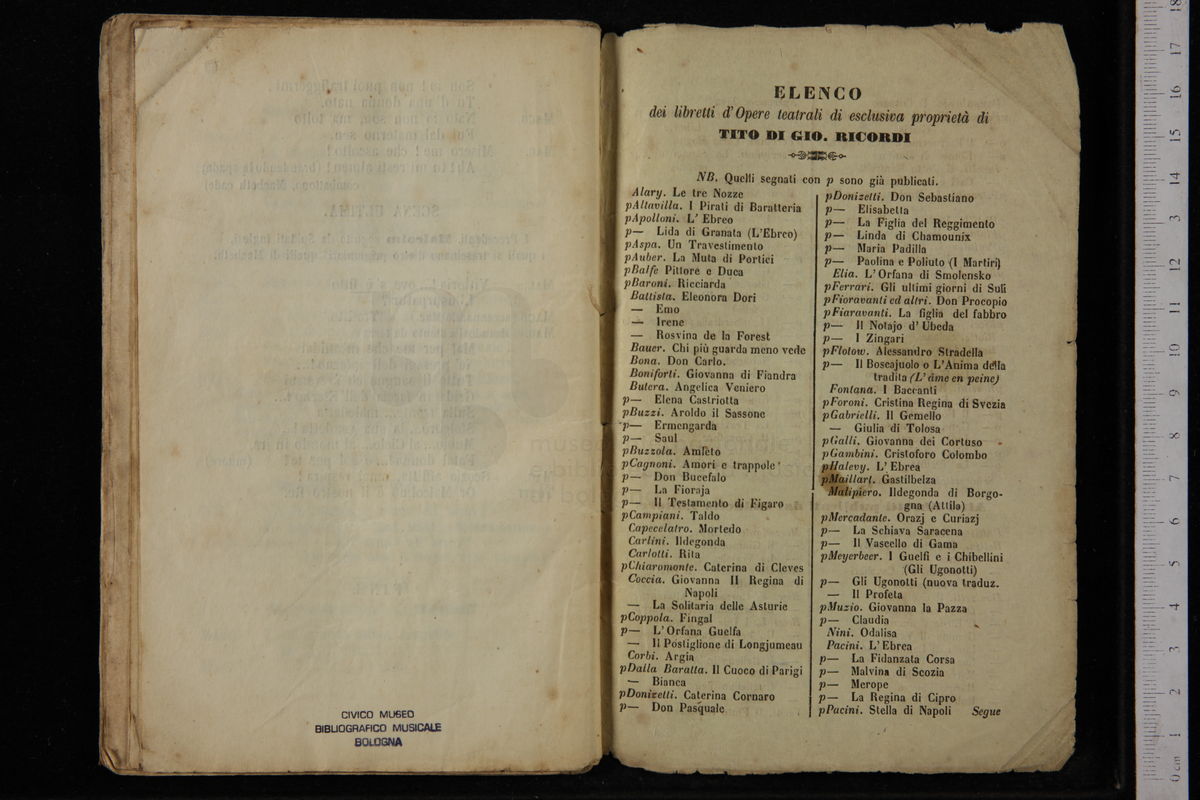 CIVICO MUSEO
BIBLIOGRAFICO MUSICALE
BOLOGNA
ELENCO
dei libretti d'Opere teatrali di esclusiva proprietà di
TITO DI GIO. RICORDI
NB. Quelli segnati con p sono già publicati.
Alary. Le tre Nozze
pAltavilla. I Pirati di Baratteria
pApolloni. L'Ebreo
p— Lida di Granata (L'Ebreo)
pAspa. Un Travestimento
pAuber. La Muta di Portici
pBalfe Pittore e Duca
pBaroni. Ricciarda
Battista. Eleonora Dori
— Emo
— Irene
— Rosvina de la Forest
Bauer. Chi più guarda meno vede
Bona. Don Carlo.
Boniforti. Giovanna di Fiandra
Butera. Angelica Veniero
p— Elena Castriotta
pBuzzi. Aroldo il Sassone
p— Ermengarda
p— Saul
pBuzzola. Amleto
pCagnoni. Amori e trappole
p— Don Bucefalo
p— La Fioraja
p— Il Testamento di Figaro
pCampiani. Taldo
Capecelatro. Mortedo
Carlini. Ildegonda
Carlotti. Rita
pChiaromonte. Caterina di Cleves
Coccia. Giovanna II Regina di
Napoli
— La Solitaria delle Asturie
pCoppola. Fingal
p— L'Orfana Guelfa
— Il Postiglione di Longjumeau
Corbi. Argia
pDalla Baratta. Il Cuoco di Parigi
— Bianca
pDonizetti. Caterina Cornaro
p— Don Pasquale
pDonizetti. Don Sebastiano
p— Elisabetta
p— La Figlia del Reggimento
p— Linda di Chamounix
p— Maria Padilla
p— Paolina e Poliuto (I Martiri)
Elia. L'Orfana di Smolensko
pFerrari. Gli ultimi giorni di Suli
pFioravanti ed altri. Don Procopio
pFiaravanti. La figlia del fabbro
p— Il Notajo d'Ubeda
p— I Zingari
pFlotow. Alessandro Stradella
p— Il Boscajuolo o L'Anima della
tradita (L'âme en peine)
Fontana. I Baccanti
pForoni. Cristina Regina di Svezia
pGabrielli. Il Gemello
— Giulia di Tolosa
pGalli. Giovanna dei Cortuso
pGambini. Cristoforo Colombo
pHalevy. L'Ebrea
pMaillart. Gastilbelza
Malipiero. Ildegonda di Borgo-
gna (Attila)
pMercadante. Orazj e Curiazj
p— La Schiava Saracena
p— Il Vascello di Gama
pMeyerbeer. I Guelfi e i Chibellini
(Gli Ugonotti)
p— Gli Ugonotti (nuova traduz.
— Il Profeta
pMuzio. Giovanna la Pazza
p— Claudia
Nini. Odalisa
Pacini. L'Ebrea
p— La Fidanzata Corsa
p— Malvina di Scozia
p— Merope
p— La Regina di Cipro
pPacini. Stella di Napoli Segue